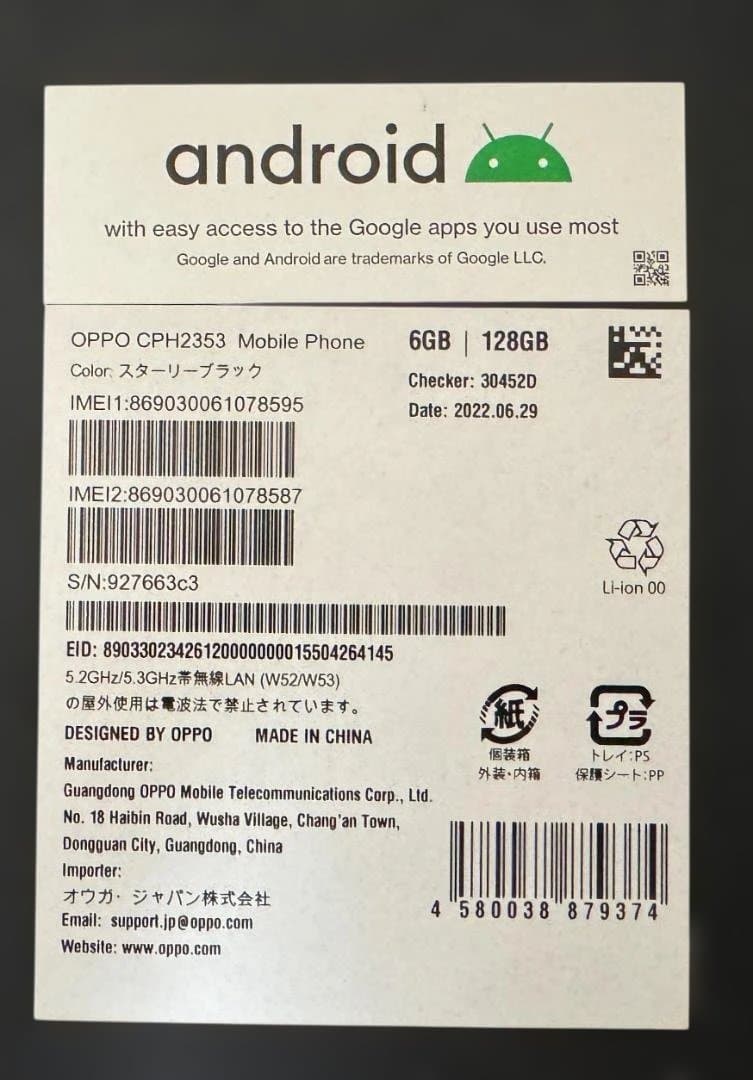 android
with easy access to the Google apps you use most
Google and Android are trademarks of Google LLC.
OPPO CPH2353 Mobile Phone
6GB | 128GB
Color: スターリーブラック
Checker: 30452D
IMEI1:869030061078595
Date: 2022.06.29
IMEI2:869030061078587
S/N:927663c3
Li-ion 00
EID: 89033023426120000000015504264145
5.2GHz/5.3GHz帯無線LAN (W52/W53)
の屋外使用は電波法で禁止されています。
DESIGNED BY OPPO MADE IN CHINA
紙
個装箱
外装・内箱
プラ
トレイ:PS
保護シート:PP
Manufacturer:
Guangdong OPPO Mobile Telecommunications Corp., Ltd.
No. 18 Haibin Road, Wusha Village, Chang'an Town,
Dongguan City, Guangdong, China
Importer:
オウガ・ジャパン株式会社
Email: support.jp@oppo.com
Website: www.oppo.com
4 580038 879374